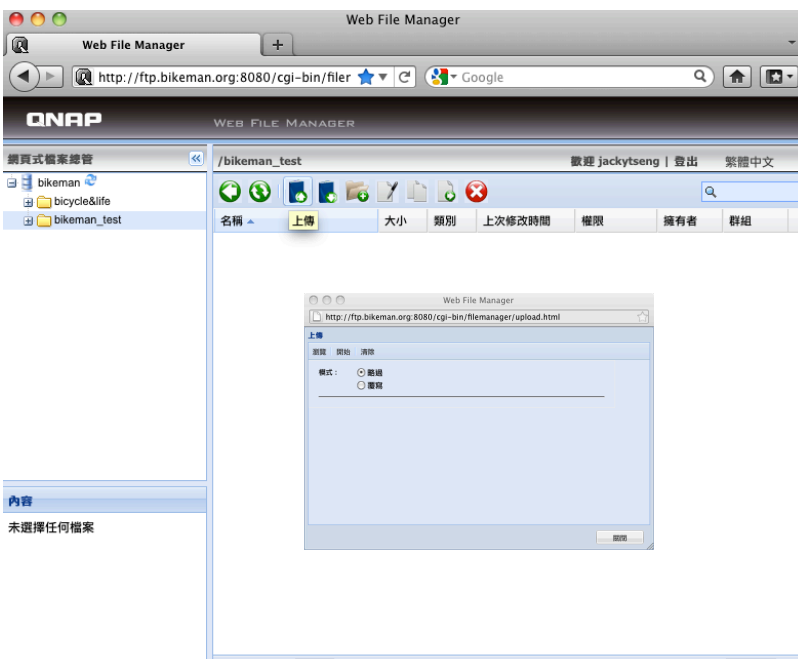 Web File Manager
Web File Manager
http://ftp.bikeman.org:8080/cgi-bin/filer
Google
QNAP
WEB FILE MANAGER
網頁式檔案總管
/bikeman_test
歡迎 jackytseng | 登出
繁體中文
bikeman
bicycle&life
bikeman_test
上傳
名稱
大小
類別
上次修改時間
權限
擁有者
群組
Web File Manager
http://ftp.bikeman.org:8080/cgi-bin/filemanager/upload.html
上傳
瀏覽 開始 清除
模式： 略過
覆寫
關閉
內容
未選擇任何檔案